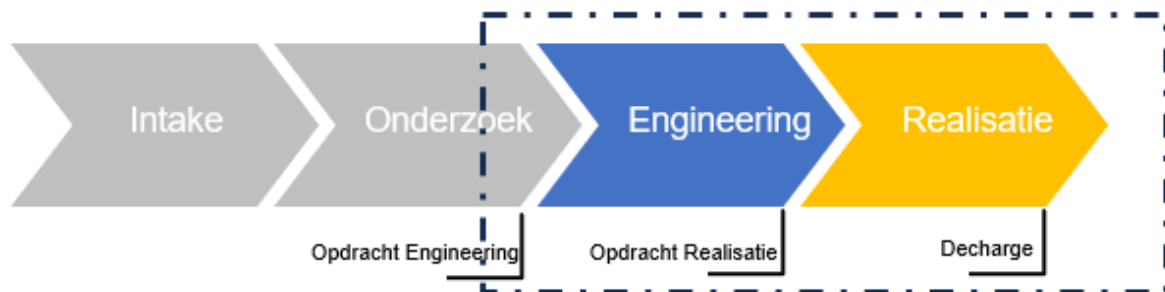 Intake
Onderzoek
Engineering
Realisatie
Opdracht Engineering
Opdracht Realisatie
Decharge